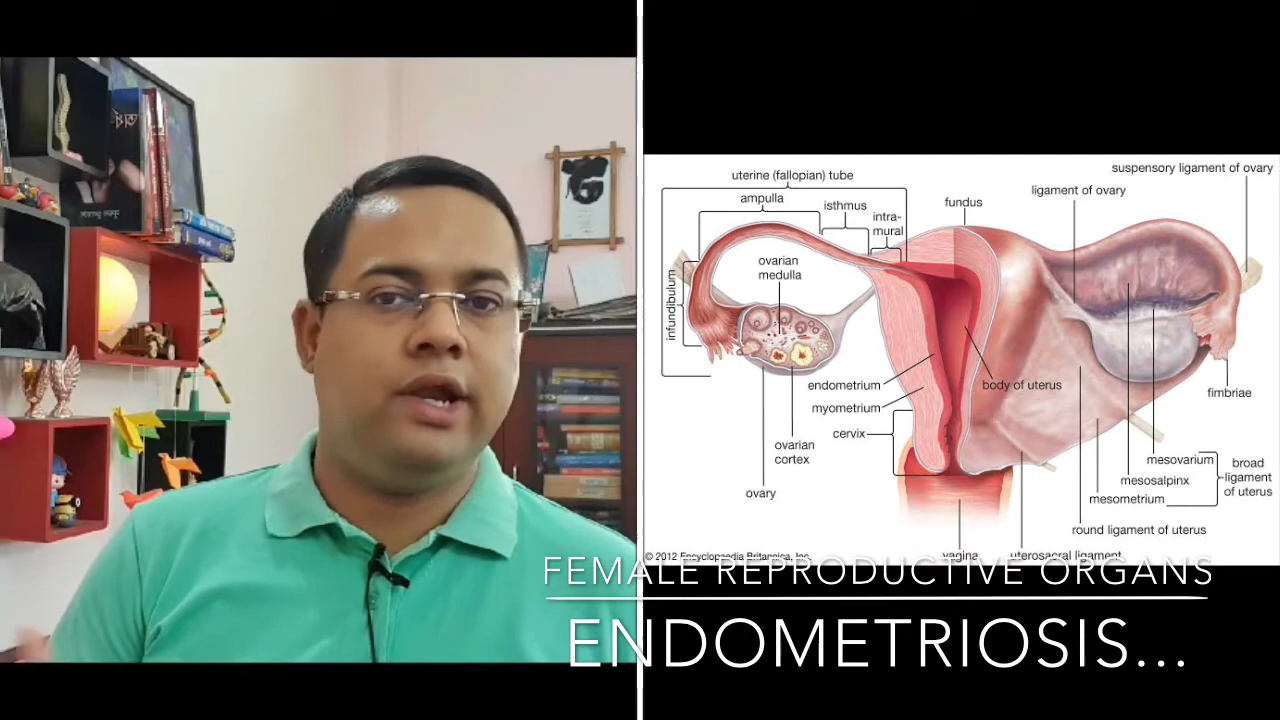 suspensory ligament of ovary
uterine (fallopian) tube
ligament of ovary
ampulla
isthmus
fundus
intra-
mural
ovarian
medulla
infundibulum
endometrium
body of uterus
myometrium
fimbriae
cervix
ovarian
cortex
mesovarium
broad
ligament
of uterus
mesosalpinx
mesometrium
ovary
round ligament of uterus
© 2012 Encyclopaedia Britannica, Inc.
vagina
uterosacral ligament
FEMALE REPRODUCTIVE ORGANS
ENDOMETRIOSIS...